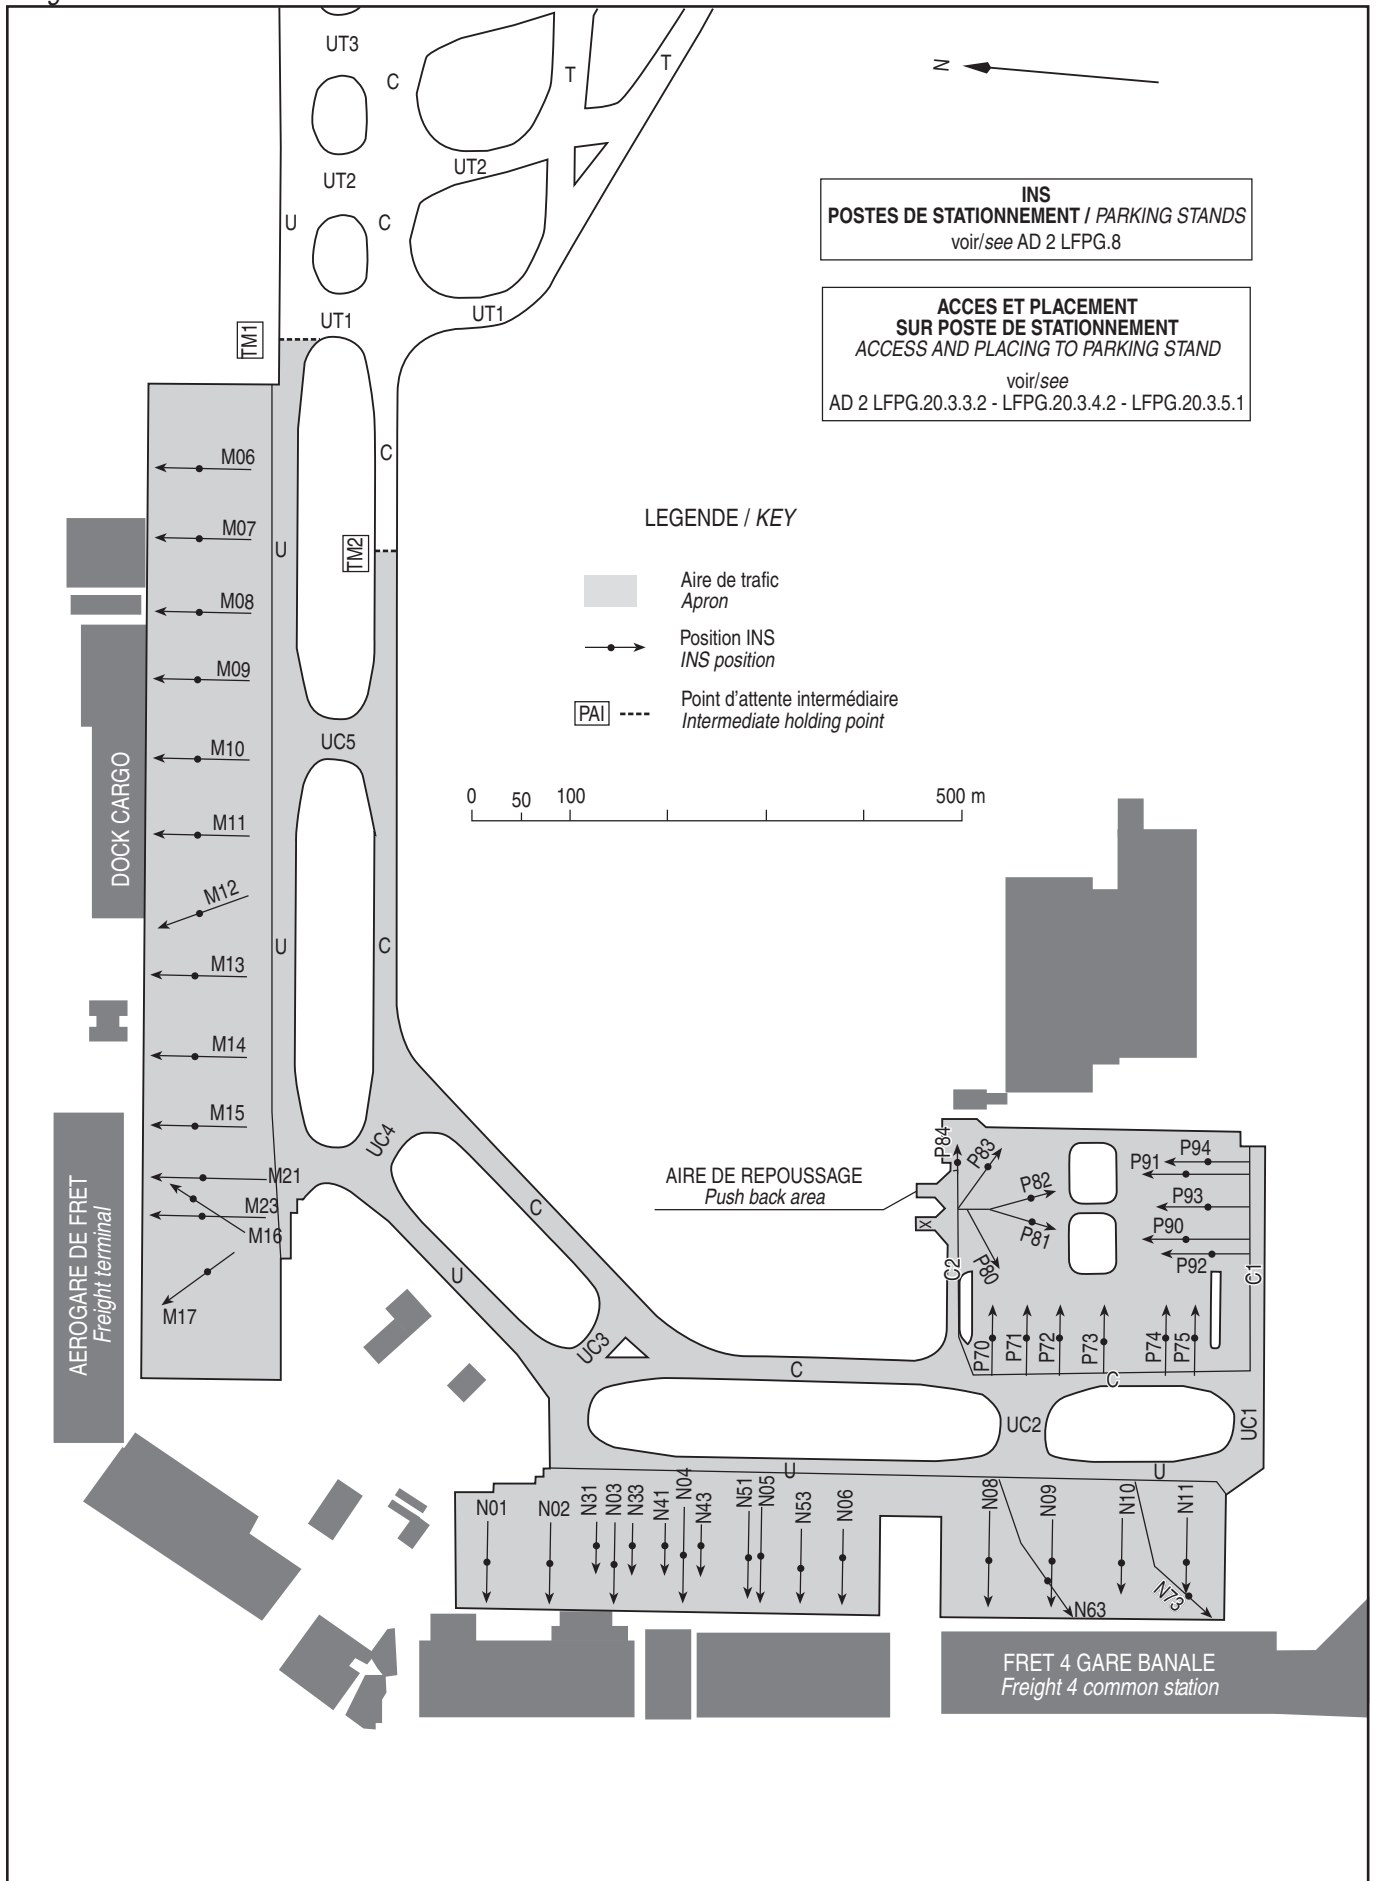 UT3
C
T
T
N
UT2
UT2
U
C
UT1
UT1
TM1
INS
POSTES DE STATIONNEMENT / PARKING STANDS
voir/see AD 2 LFPG.8
ACCES ET PLACEMENT
SUR POSTE DE STATIONNEMENT
ACCESS AND PLACING TO PARKING STAND
voir/see
AD 2 LFPG.20.3.3.2 - LFPG.20.3.4.2 - LFPG.20.3.5.1
M06
C
M07
U
TM2
M08
M09
M10
UC5
M11
M12
M13
U
C
M14
M15
M21
M23
M16
M17
UC4
DOCK CARGO
AEROGARE DE FRET
Freight terminal
LEGENDE / KEY
Aire de trafic
Apron
Position INS
INS position
PAI
Point d'attente intermédiaire
Intermediate holding point
0
50
100
500 m
AIRE DE REPOUSSAGE
Push back area
C
U
UC3
P84
P83
P82
P81
P80
X
C2
P94
P91
P93
P90
P92
C1
P70
P71
P72
P73
P74
P75
C
C
UC2
UC1
U
U
N01
N02
N31
N03
N33
N41
N04
N43
N51
N05
N53
N06
N08
N09
N10
N11
N63
N73
FRET 4 GARE BANALE
Freight 4 common station